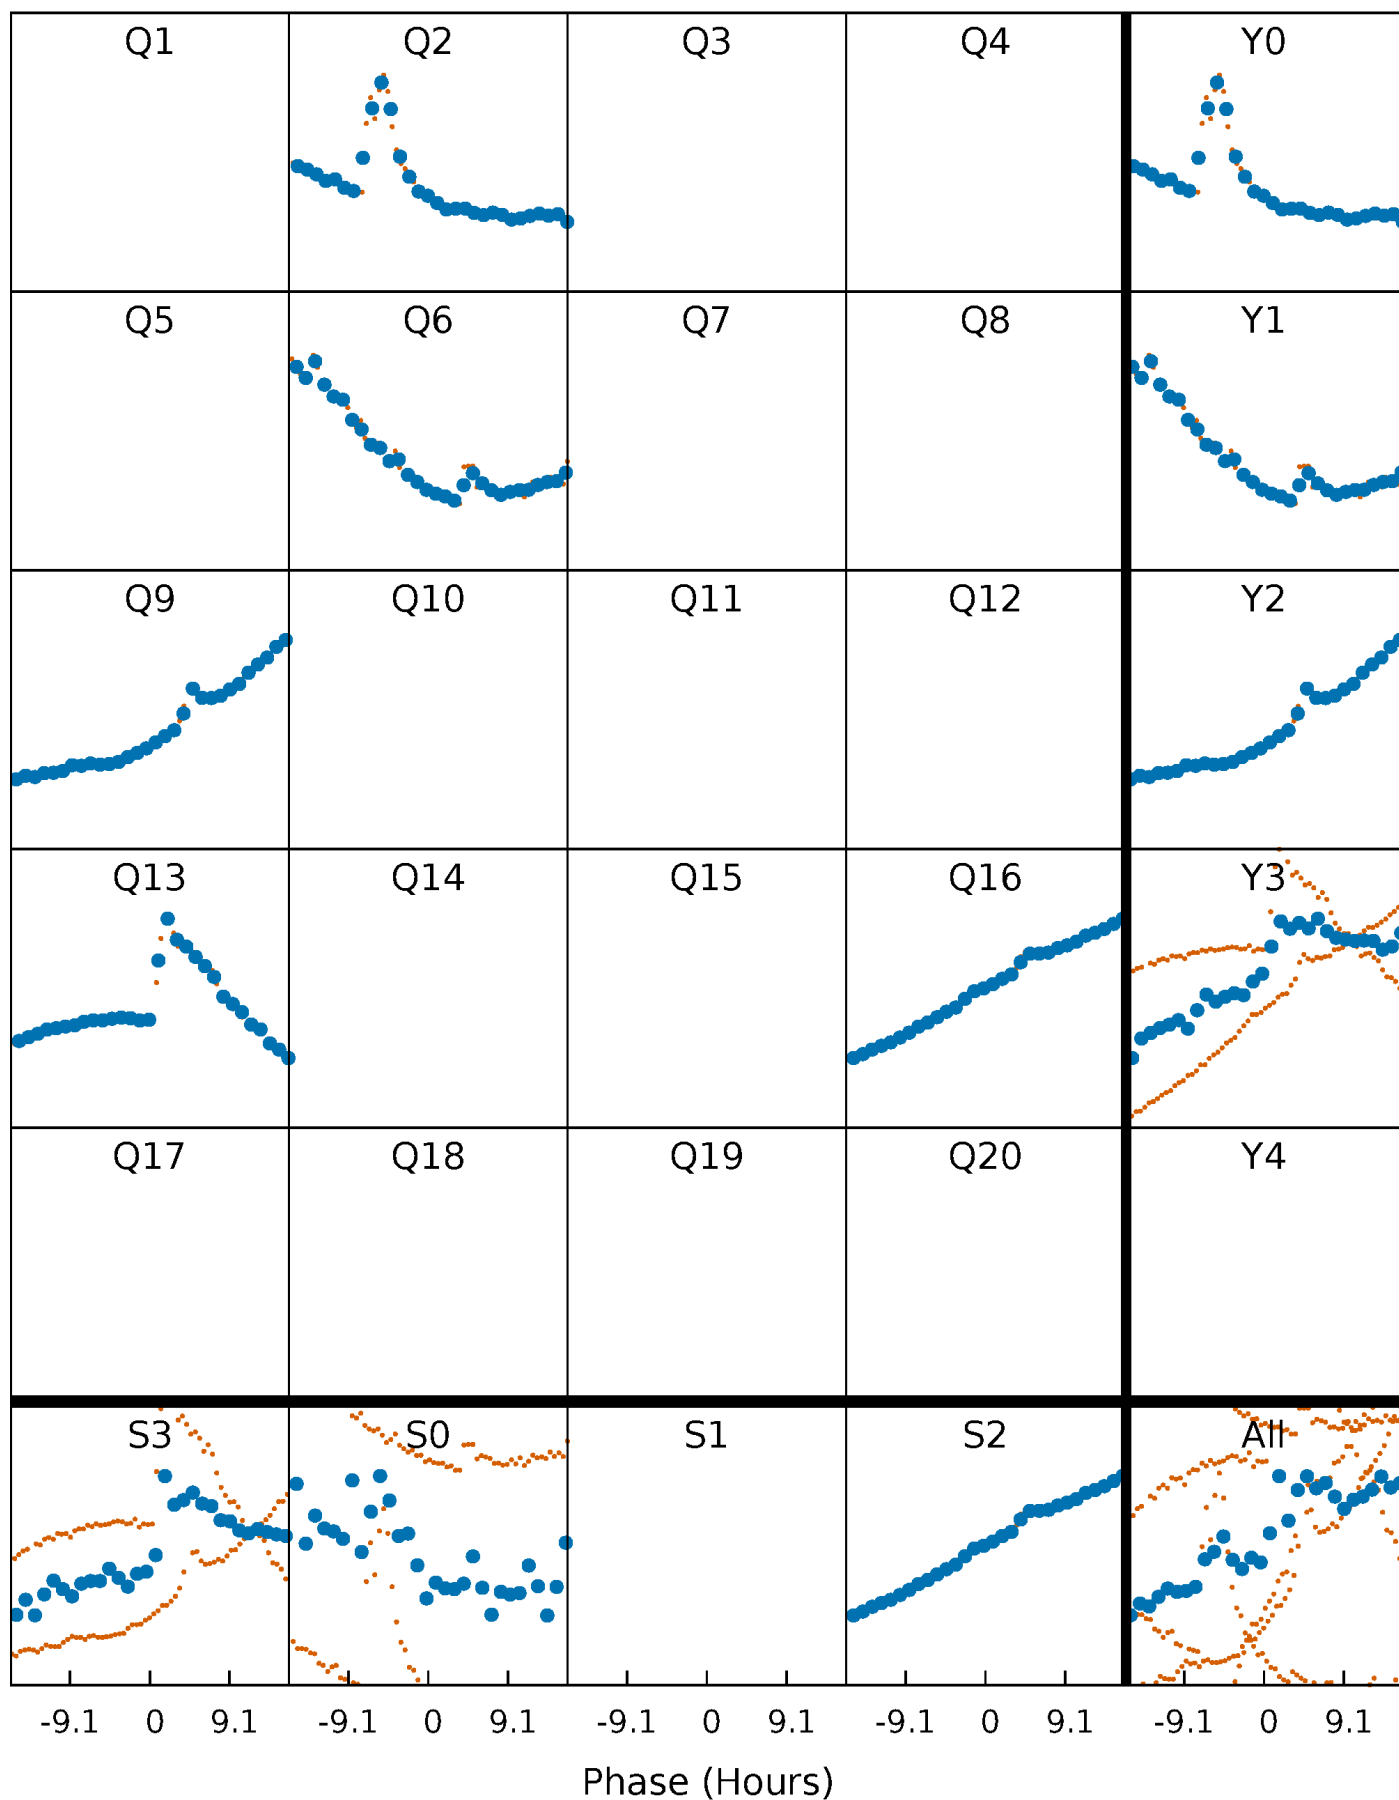 Q1 Q2 Q3 Q4 Y0
Q5 Q6 Q7 Q8 Y1
Q9 Q10 Q11 Q12 Y2
Q13 Q14 Q15 Q16 Y3
Q17 Q18 Q19 Q20 Y4
S3 S0 S1 S2 All
-9.1 0 9.1 -9.1 0 9.1 -9.1 0 9.1 -9.1 0 9.1 -9.1 0 9.1
Phase (Hours)